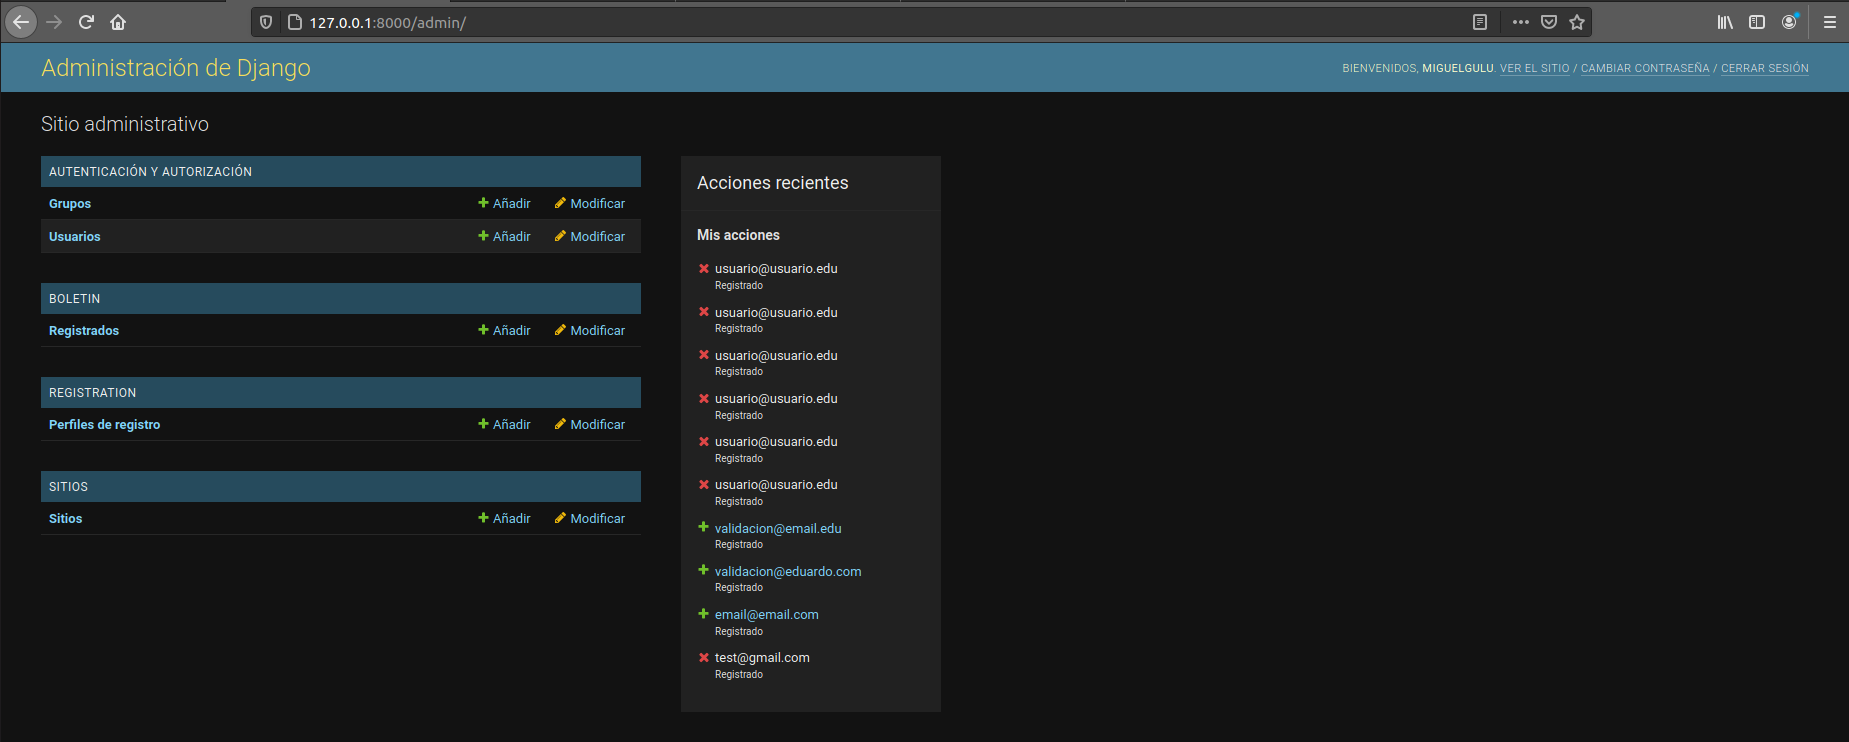 127.0.0.1:8000/admin/
Administración de Django
BIENVENIDOS, MIGUELGULU. VER EL SITIO / CAMBIAR CONTRASEÑA / CERRAR SESIÓN
Sitio administrativo
AUTENTICACIÓN Y AUTORIZACIÓN
Grupos Añadir Modificar
Usuarios Añadir Modificar
BOLETIN
Registrados Añadir Modificar
REGISTRATION
Perfiles de registro Añadir Modificar
SITIOS
Sitios Añadir Modificar
Acciones recientes
Mis acciones
usuario@usuario.edu
Registrado
usuario@usuario.edu
Registrado
usuario@usuario.edu
Registrado
usuario@usuario.edu
Registrado
usuario@usuario.edu
Registrado
usuario@usuario.edu
Registrado
validacion@email.edu
Registrado
validacion@eduardo.com
Registrado
email@email.com
Registrado
test@gmail.com
Registrado